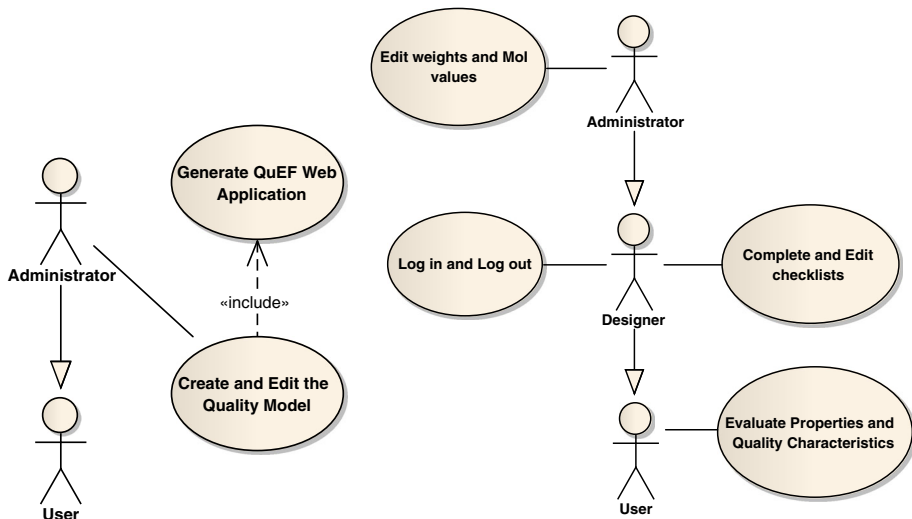 Generate QuEF Web
Application
Administrator
«include»
Create and Edit the
Quality Model
User
Edit weights and MoI
values
Administrator
Log in and Log out
Complete and Edit
checklists
Designer
Evaluate Properties and
Quality Characteristics
User